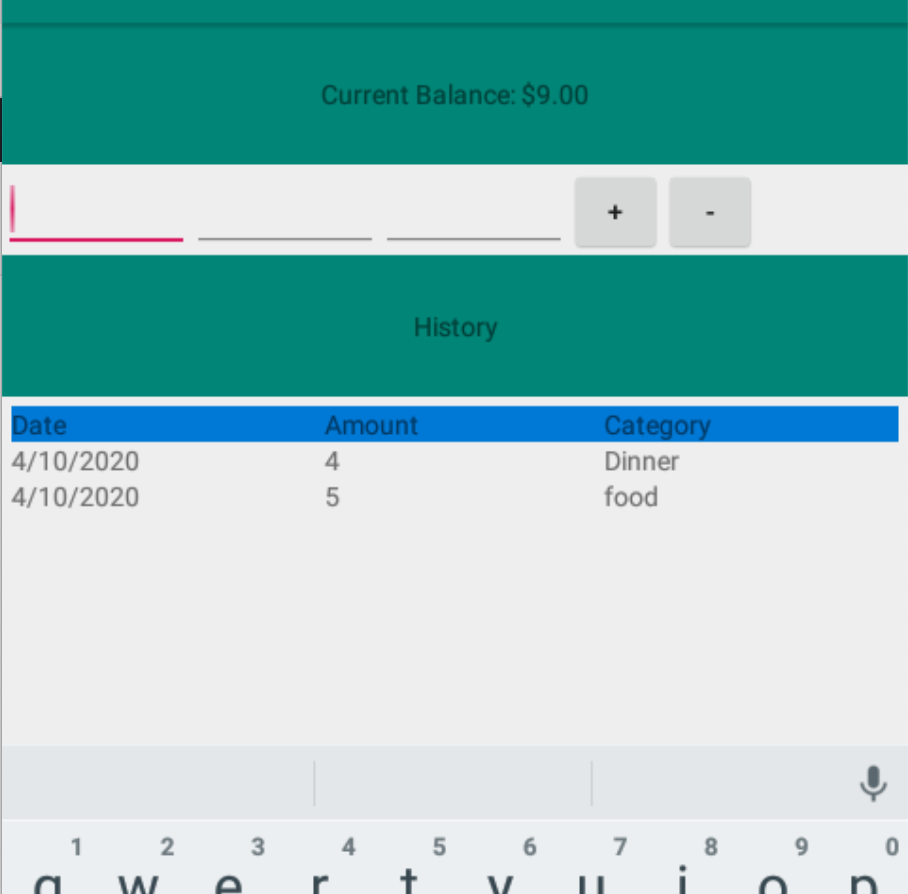 Current Balance: $9.00
+ -
History
Date Amount Category
4/10/2020 4 Dinner
4/10/2020 5 food
1 2 3 4 5 6 7 8 9 0
q w e r t y u i o p